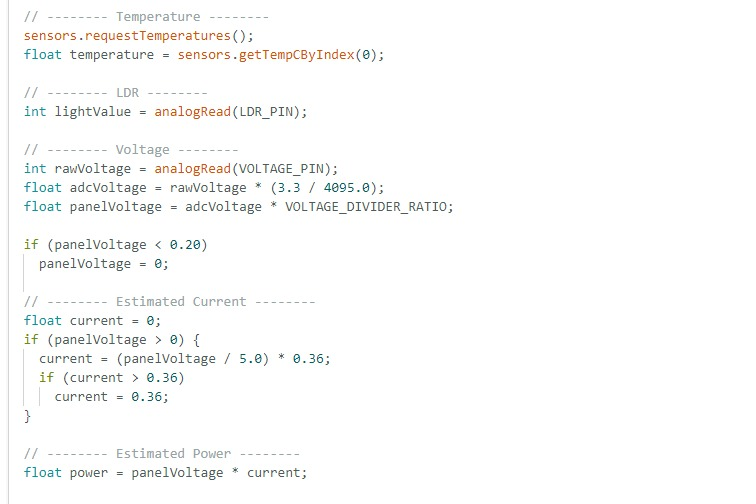 // -------- Temperature --------
sensors.requestTemperatures();
float temperature = sensors.getTempCByIndex(0);
// -------- LDR --------
int lightValue = analogRead(LDR_PIN);
// -------- Voltage --------
int rawVoltage = analogRead(VOLTAGE_PIN);
float adcVoltage = rawVoltage * (3.3 / 4095.0);
float panelVoltage = adcVoltage * VOLTAGE_DIVIDER_RATIO;
if (panelVoltage < 0.20)
panelVoltage = 0;
// -------- Estimated Current --------
float current = 0;
if (panelVoltage > 0) {
current = (panelVoltage / 5.0) * 0.36;
if (current > 0.36)
current = 0.36;
}
// -------- Estimated Power --------
float power = panelVoltage * current;